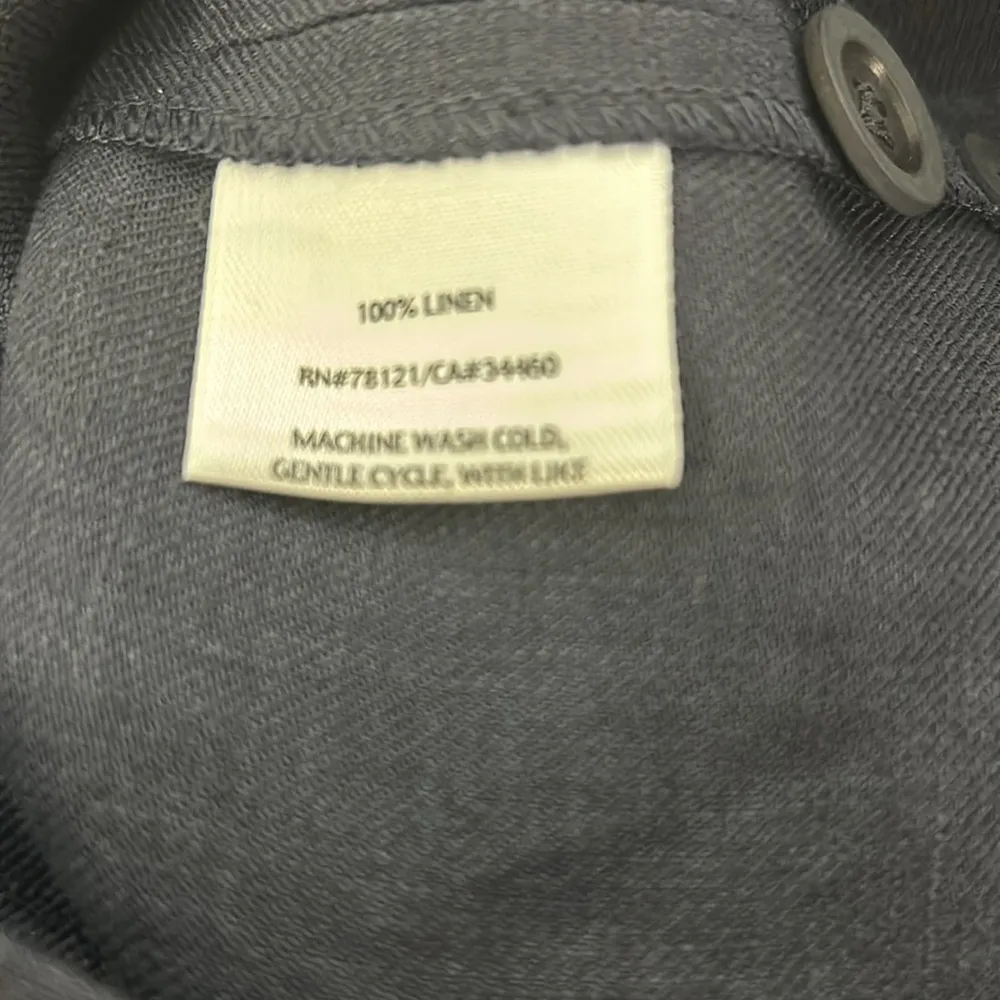 100% LINEN
RN#78121/CA#34460
MACHINE WASH COLD,
GENTLE CYCLE, WITH LIKE